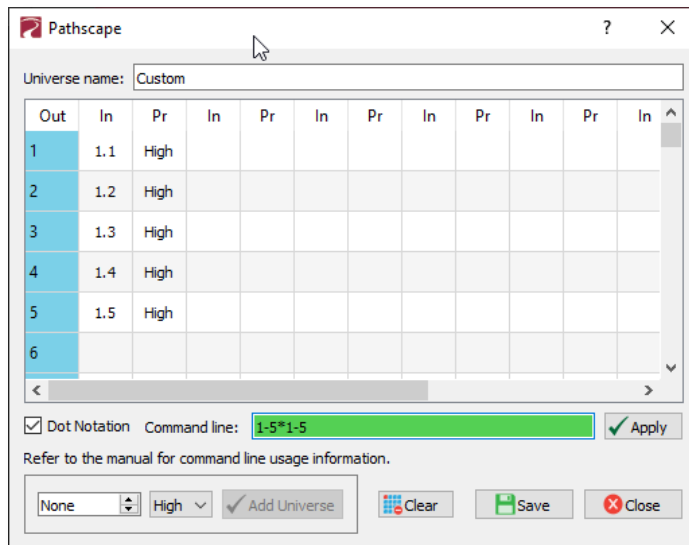 Pathscape ?
Universe name: Custom
Out In Pr In Pr In Pr In Pr In Pr In
1 1.1 High
2 1.2 High
3 1.3 High
4 1.4 High
5 1.5 High
6
Dot Notation Command line: 1-5*1-5 Apply
Refer to the manual for command line usage information.
None High Add Universe Clear Save Close